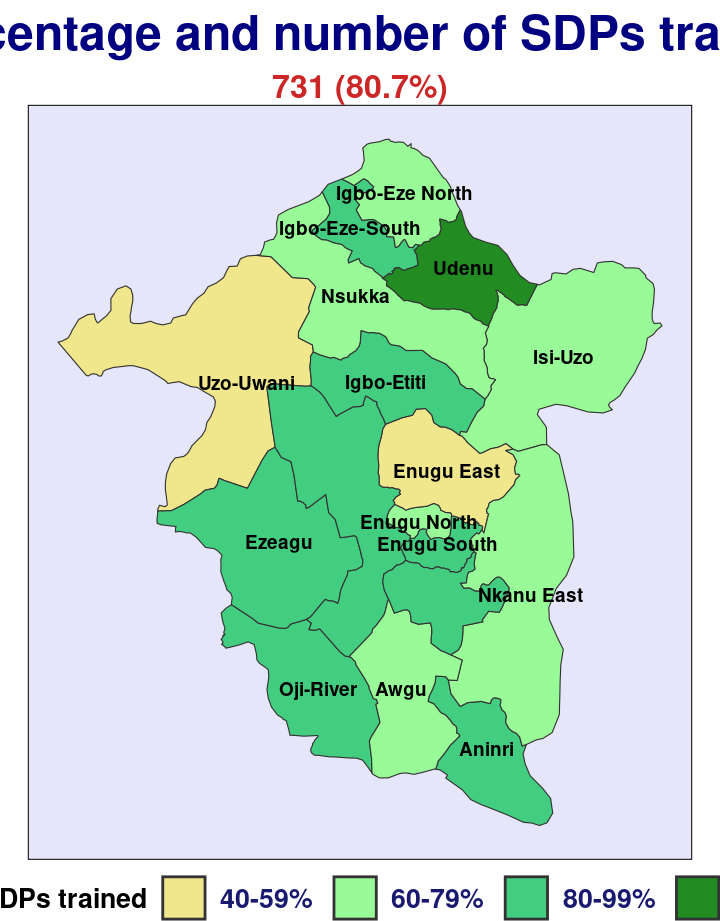 centage and number of SDPs tra
731 (80.7%)
Igbo-Eze North
Igbo-Eze-South
Udenu
Nsukka
Isi-Uzo
Uzo-Uwani
Igbo-Etiti
Enugu East
Enugu North
Ezeagu
Enugu South
Nkanu East
Oji-River
Awgu
Aninri
DPs trained 40-59% 60-79% 80-99%